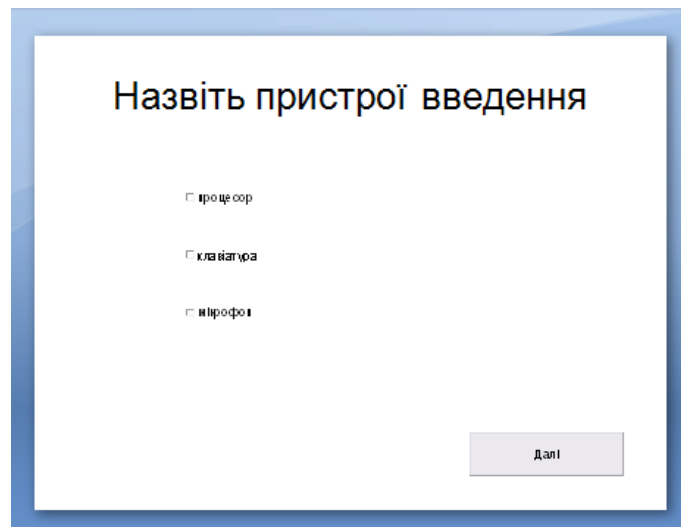 Назвіть пристрої введення
процесор
клавіатура
мікрофон
Далі